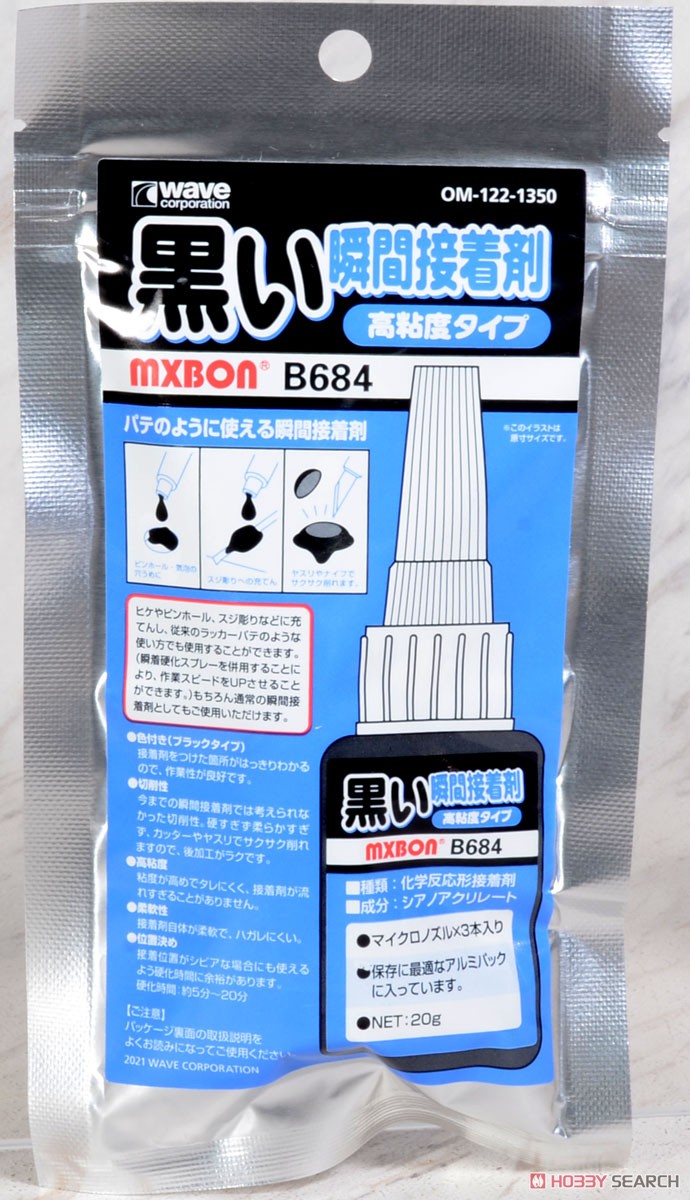 wave
corporation
OM-122-1350
黒い瞬間接着剤
高粘度タイプ
MXBON® B684
パテのように使える瞬間接着剤
※このイラストは
原寸サイズです。
ピンホール・気泡の
穴うめに
スジ彫りへの充てん
ヤスリやナイフで
サクサク削れます。
ヒケやピンホール、スジ彫りなどに充
てんし、従来のラッカーパテのような
使い方でも使用することができます。
(瞬着硬化スプレーを併用することに
より、作業スピードをUPさせること
ができます。)もちろん通常の瞬間接
着剤としてもご使用いただけます。
●色付き(ブラックタイプ)
接着剤をつけた箇所がはっきりわかる
ので、作業性が良好です。
●切削性
今までの瞬間接着剤では考えられな
かった切削性。硬すぎず柔らかすぎ
ず、カッターやヤスリでサクサク削れ
ますので、後加工がラクです。
●高粘度
粘度が高めでタレにくく、接着剤が流
れすぎることがありません。
●柔軟性
接着剤自体が柔軟で、ハガレにくい。
●位置決め
接着位置がシビアな場合にも使える
よう硬化時間に余裕があります。
硬化時間:約5分〜20分
【ご注意】
パッケージ裏面の取扱説明を
よくお読みになってご使用ください
2021 WAVE CORPORATION
黒い瞬間接着剤
高粘度タイプ
MXBON® B684
■種類:化学反応形接着剤
■成分:シアノアクリレート
●マイクロノズル×3本入り
●保存に最適なアルミパック
に入っています。
●NET:20g
HOBBY SEARCH